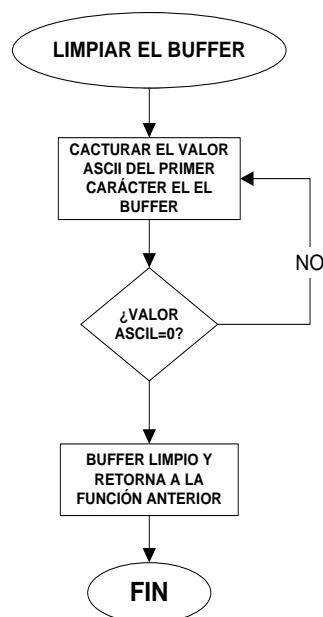 LIMPIAR EL BUFFER
CACTURAR EL VALOR
ASCII DEL PRIMER
CARÁCTER EL EL
BUFFER
NO
¿VALOR
ASCIL=0?
BUFFER LIMPIO Y
RETORNA A LA
FUNCIÓN ANTERIOR
FIN